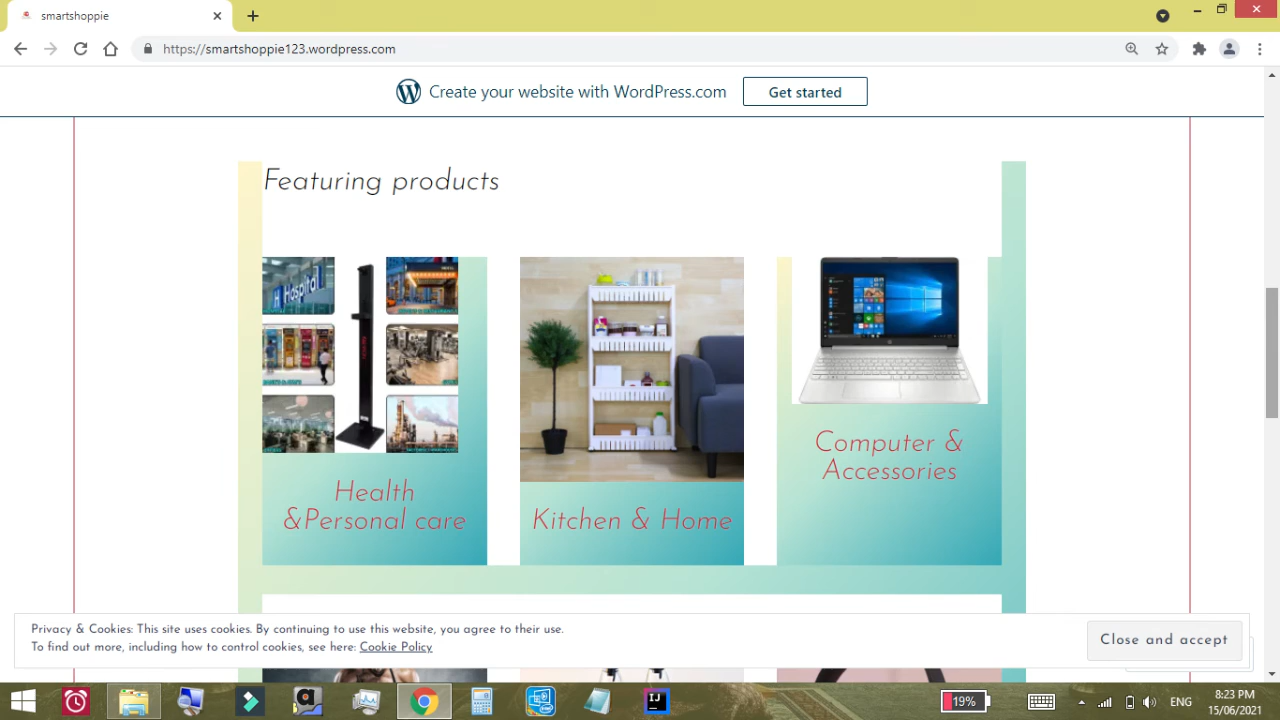 smartshoppie
https://smartshoppie123.wordpress.com
Create your website with WordPress.com
Get started
Featuring products
Hospital
Health
&Personal care
Kitchen & Home
Computer &
Accessories
Privacy & Cookies: This site uses cookies. By continuing to use this website, you agree to their use.
To find out more, including how to control cookies, see here: Cookie Policy
Close and accept
IJ
19%
ENG
8:23 PM
15/06/2021